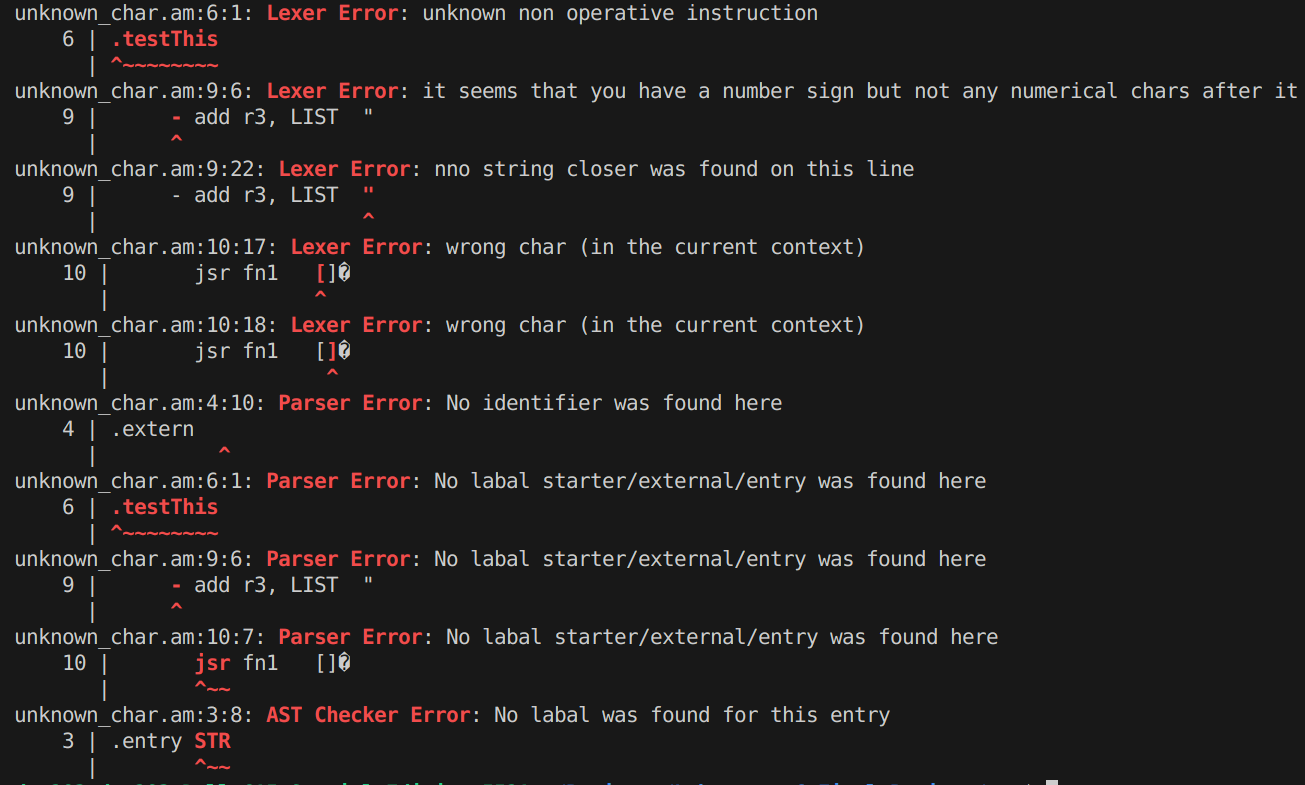 unknown_char.am:6:1: Lexer Error: unknown non operative instruction
    6 | .testThis
      | ^~~~~~~~~
unknown_char.am:9:6: Lexer Error: it seems that you have a number sign but not any numerical chars after it
    9 |      - add r3, LIST  "
      |      ^
unknown_char.am:9:22: Lexer Error: nno string closer was found on this line
    9 |      - add r3, LIST  "
      |                      ^
unknown_char.am:10:17: Lexer Error: wrong char (in the current context)
    10 |       jsr fn1   []�
       |                 ^
unknown_char.am:10:18: Lexer Error: wrong char (in the current context)
    10 |       jsr fn1   []�
       |                  ^
unknown_char.am:4:10: Parser Error: No identifier was found here
    4 | .extern
      |          ^
unknown_char.am:6:1: Parser Error: No labal starter/external/entry was found here
    6 | .testThis
      | ^~~~~~~~~
unknown_char.am:9:6: Parser Error: No labal starter/external/entry was found here
    9 |      - add r3, LIST  "
      |      ^
unknown_char.am:10:7: Parser Error: No labal starter/external/entry was found here
    10 |       jsr fn1   []�
       |       ^~~
unknown_char.am:3:8: AST Checker Error: No labal was found for this entry
    3 | .entry STR
      |        ^~~